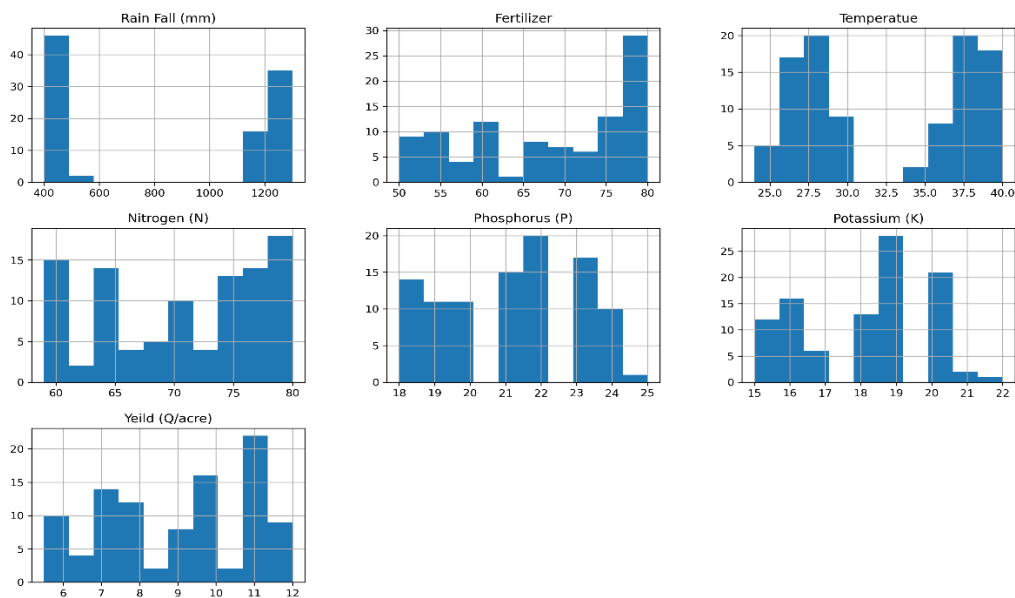 Rain Fall (mm)
40
30
20
10
0
400 600 800 1000 1200
Fertilizer
30
25
20
15
10
5
0
50 55 60 65 70 75 80
Temperatue
20
15
10
5
0
25.0 27.5 30.0 32.5 35.0 37.5 40.0
Nitrogen (N)
15
10
5
0
60 65 70 75 80
Phosphorus (P)
20
15
10
5
0
18 19 20 21 22 23 24 25
Potassium (K)
25
20
15
10
5
0
15 16 17 18 19 20 21 22
Yeild (Q/acre)
20
15
10
5
0
6 7 8 9 10 11 12